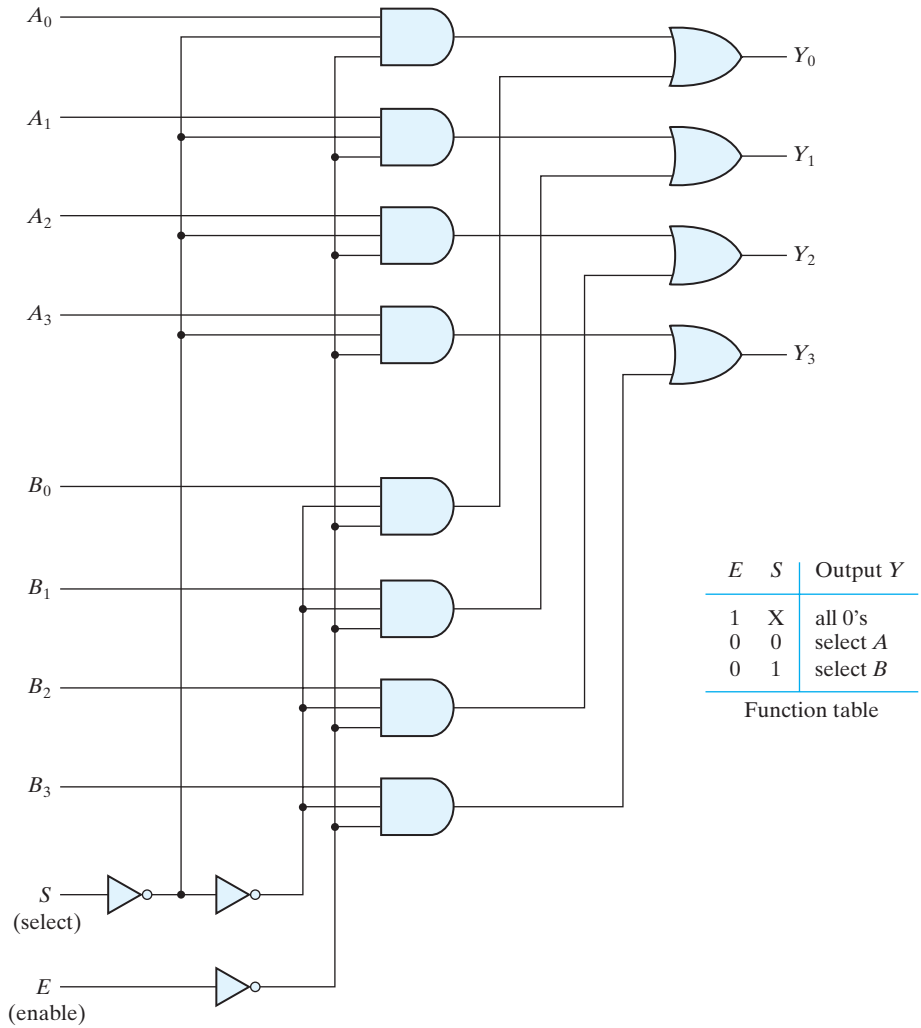 A0
Y0
A1
Y1
A2
Y2
A3
Y3
B0
B1
E S Output Y
1 X all 0's
0 0 select A
0 1 select B
Function table
B2
B3
S
(select)
E
(enable)